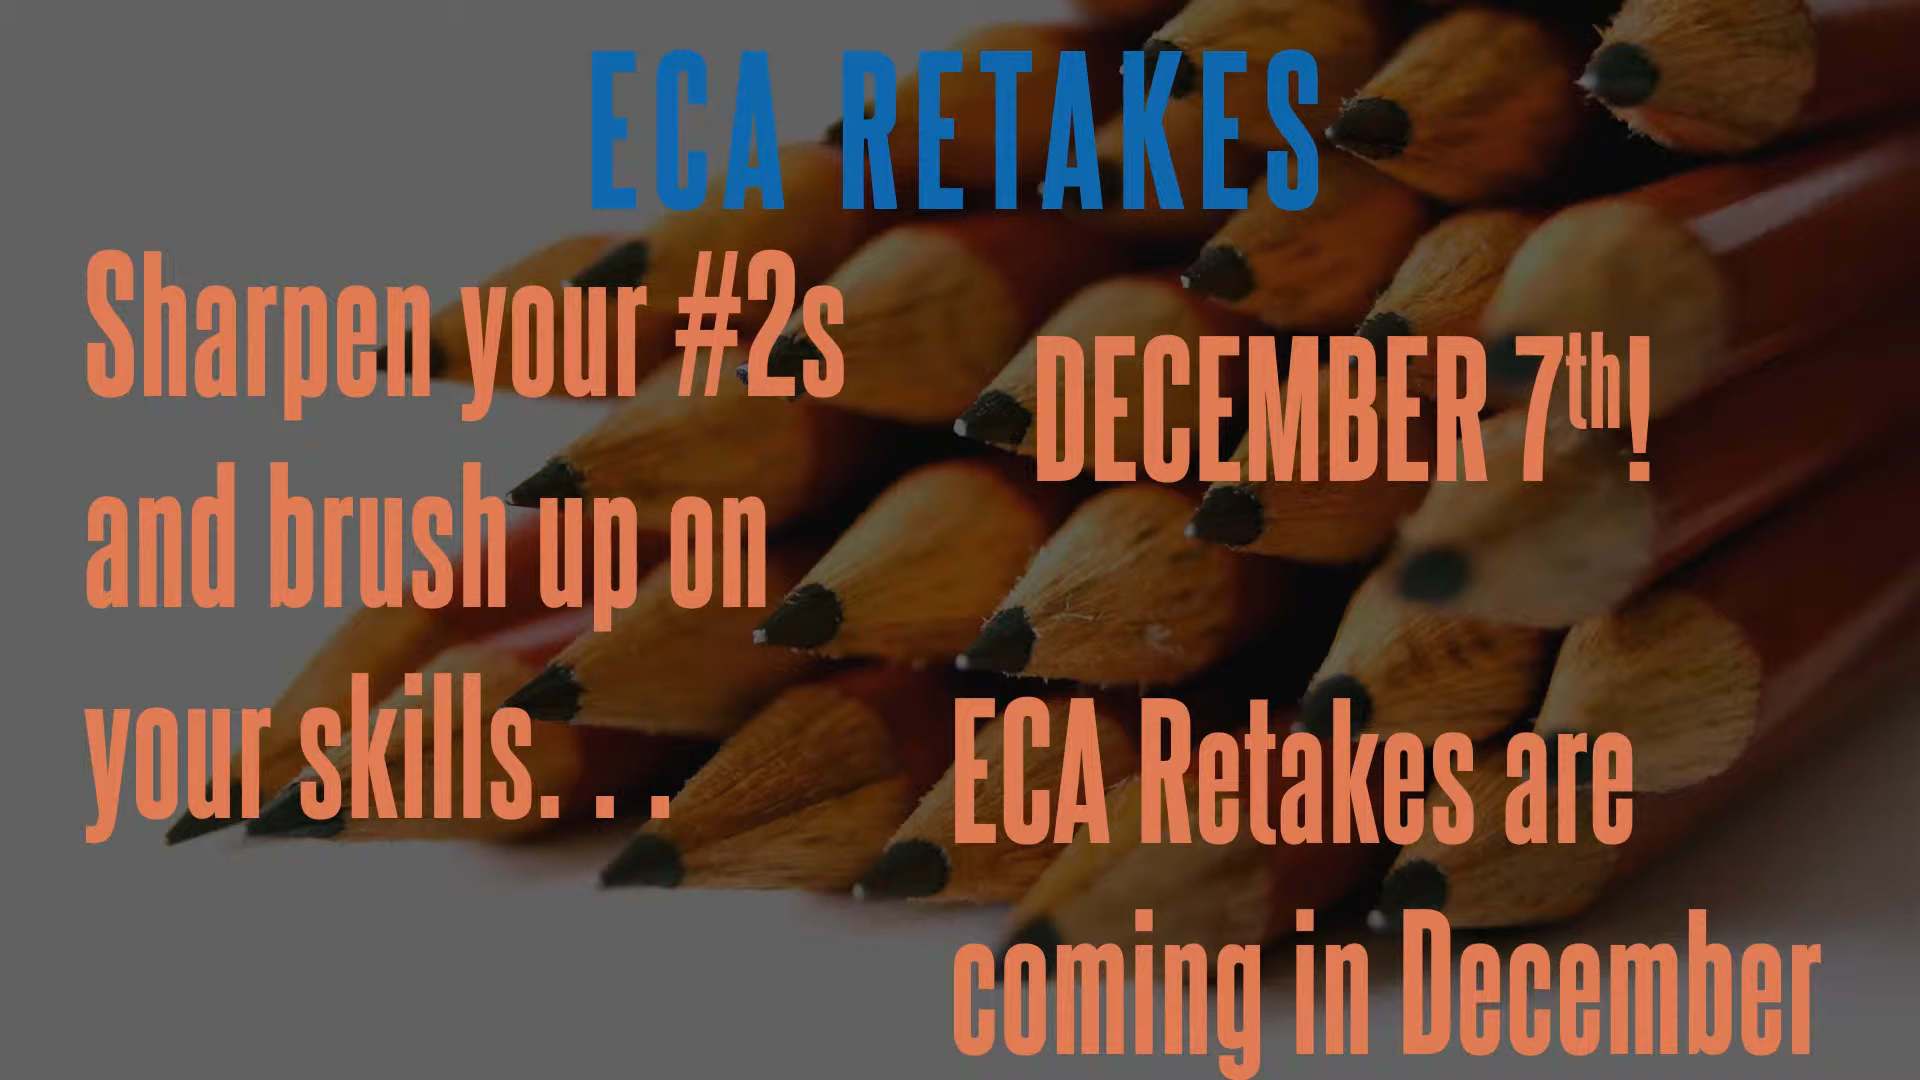 ECA RETAKES
Sharpen your #2s
and brush up on
your skills. . .
DECEMBER 7th!
ECA Retakes are
coming in December